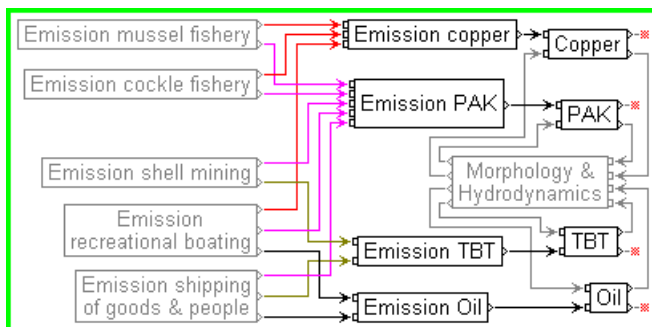 Emission mussel fishery
Emission copper
Copper
Emission cockle fishery
Emission PAK
PAK
Emission shell mining
Morphology &
Hydrodynamics
Emission
recreational boating
Emission TBT
TBT
Emission shipping
of goods & people
Emission Oil
Oil